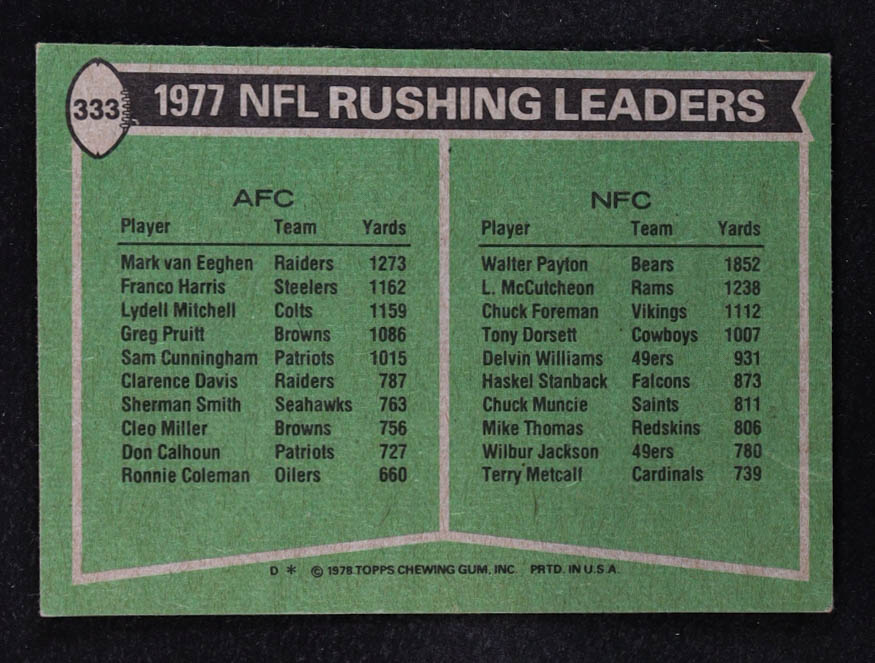 333 1977 NFL RUSHING LEADERS
AFC
Player Team Yards
Mark van Eeghen Raiders 1273
Franco Harris Steelers 1162
Lydell Mitchell Colts 1159
Greg Pruitt Browns 1086
Sam Cunningham Patriots 1015
Clarence Davis Raiders 787
Sherman Smith Seahawks 763
Cleo Miller Browns 756
Don Calhoun Patriots 727
Ronnie Coleman Oilers 660
NFC
Player Team Yards
Walter Payton Bears 1852
L. McCutcheon Rams 1238
Chuck Foreman Vikings 1112
Tony Dorsett Cowboys 1007
Delvin Williams 49ers 931
Haskel Stanback Falcons 873
Chuck Muncie Saints 811
Mike Thomas Redskins 806
Wilbur Jackson 49ers 780
Terry Metcalf Cardinals 739
D * © 1978 TOPPS CHEWING GUM, INC. PRTD. IN U.S.A.